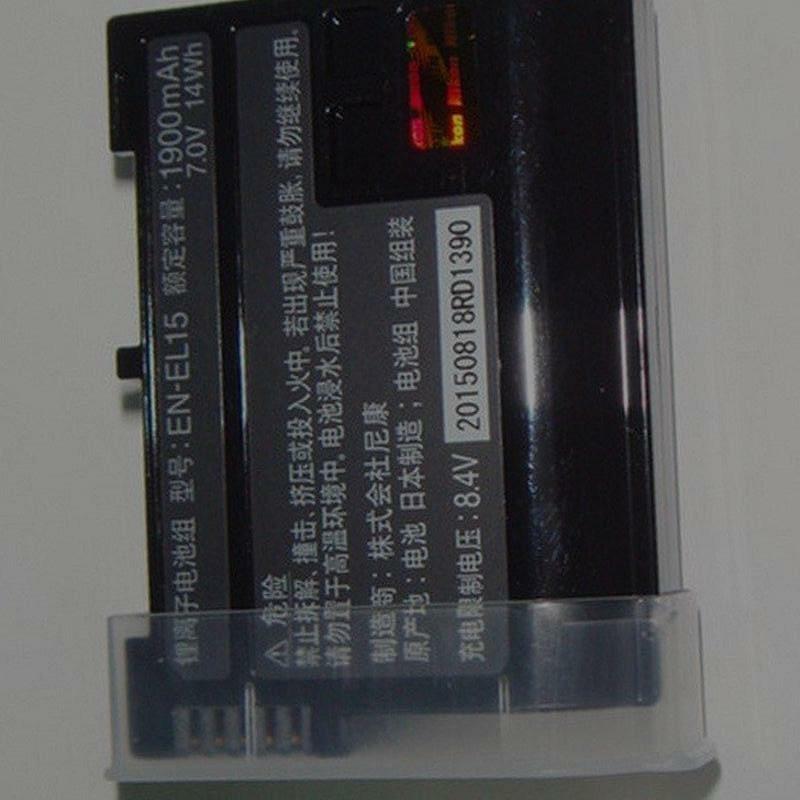 锂离子电池组 型号:EN-EL15 额定容量:1900mAh
7.0V 14Wh
危险
禁止拆解、撞击、挤压或投入火中。若出现严重鼓胀,请勿继续使用。
请勿置于高温环境中。电池浸水后禁止使用!
制造商:株式会社尼康
原产地:电池 日本制造;电池组 中国组装
充电限制电压:8.4V 20150818RD1390
kon Nikon